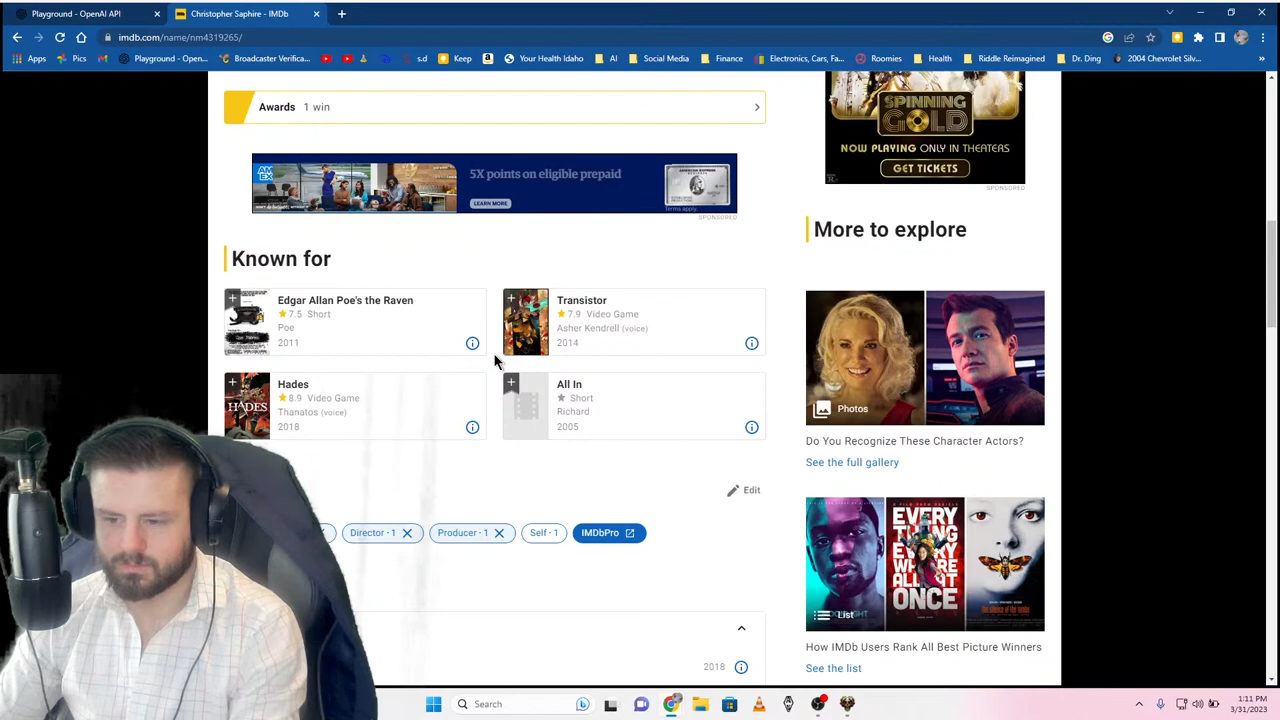 Playground - OpenAI API
Christopher Saphire - IMDb
imdb.com/name/nm4319265/
Apps
Pics
Playground - Open...
Broadcaster Verifica...
s.d
Keep
Your Health Idaho
AI
Social Media
Finance
Electronics, Cars, Fa...
Roomies
Health
Riddle Reimagined
Dr. Ding
2004 Chevrolet Silv...
Awards 1 win
AM EX
5X points on eligible prepaid
LEARN MORE
Terms apply.
SPONSORED
SPINNING
GOLD
NOW PLAYING ONLY IN THEATERS
GET TICKETS
SPONSORED
Known for
Edgar Allan Poe's the Raven
7.5 Short
Poe
2011
Transistor
7.9 Video Game
Asher Kendrell (voice)
2014
HADES
Hades
8.9 Video Game
Thanatos (voice)
2018
All In
Short
Richard
2005
Edit
Director · 1
Producer · 1
Self · 1
IMDbPro
2018
More to explore
Photos
Do You Recognize These Character Actors?
See the full gallery
EVERY
THING
EVERY
WHERE
ALL AT
ONCE
List
How IMDb Users Rank All Best Picture Winners
See the list
Search
1:11 PM
3/31/2023